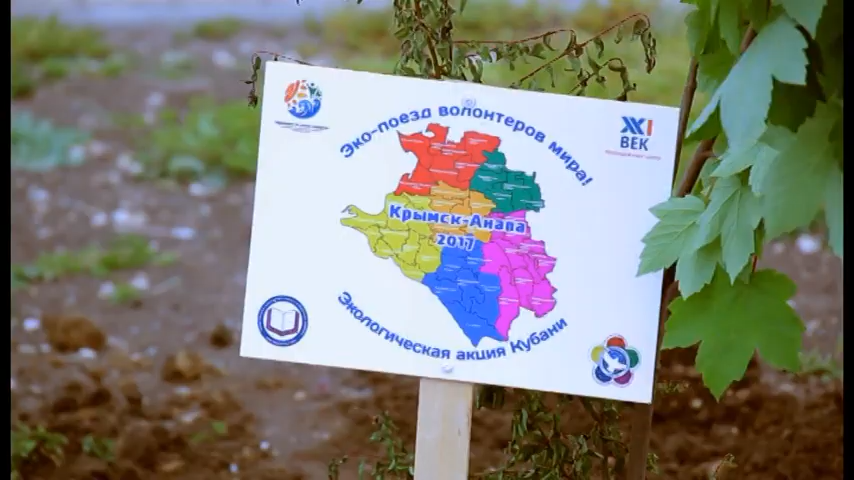 Эко-поезд волонтеров мира!
XXI
ВЕК
Крымск-Анапа
2017
Экологическая акция Кубани